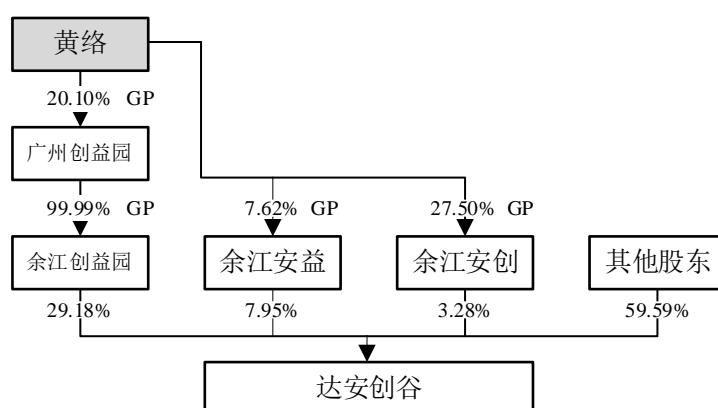 黄络
20.10% GP
广州创益园
99.99% GP
7.62% GP
27.50% GP
余江创益园
余江安益
余江安创
其他股东
29.18%
7.95%
3.28%
59.59%
达安创谷